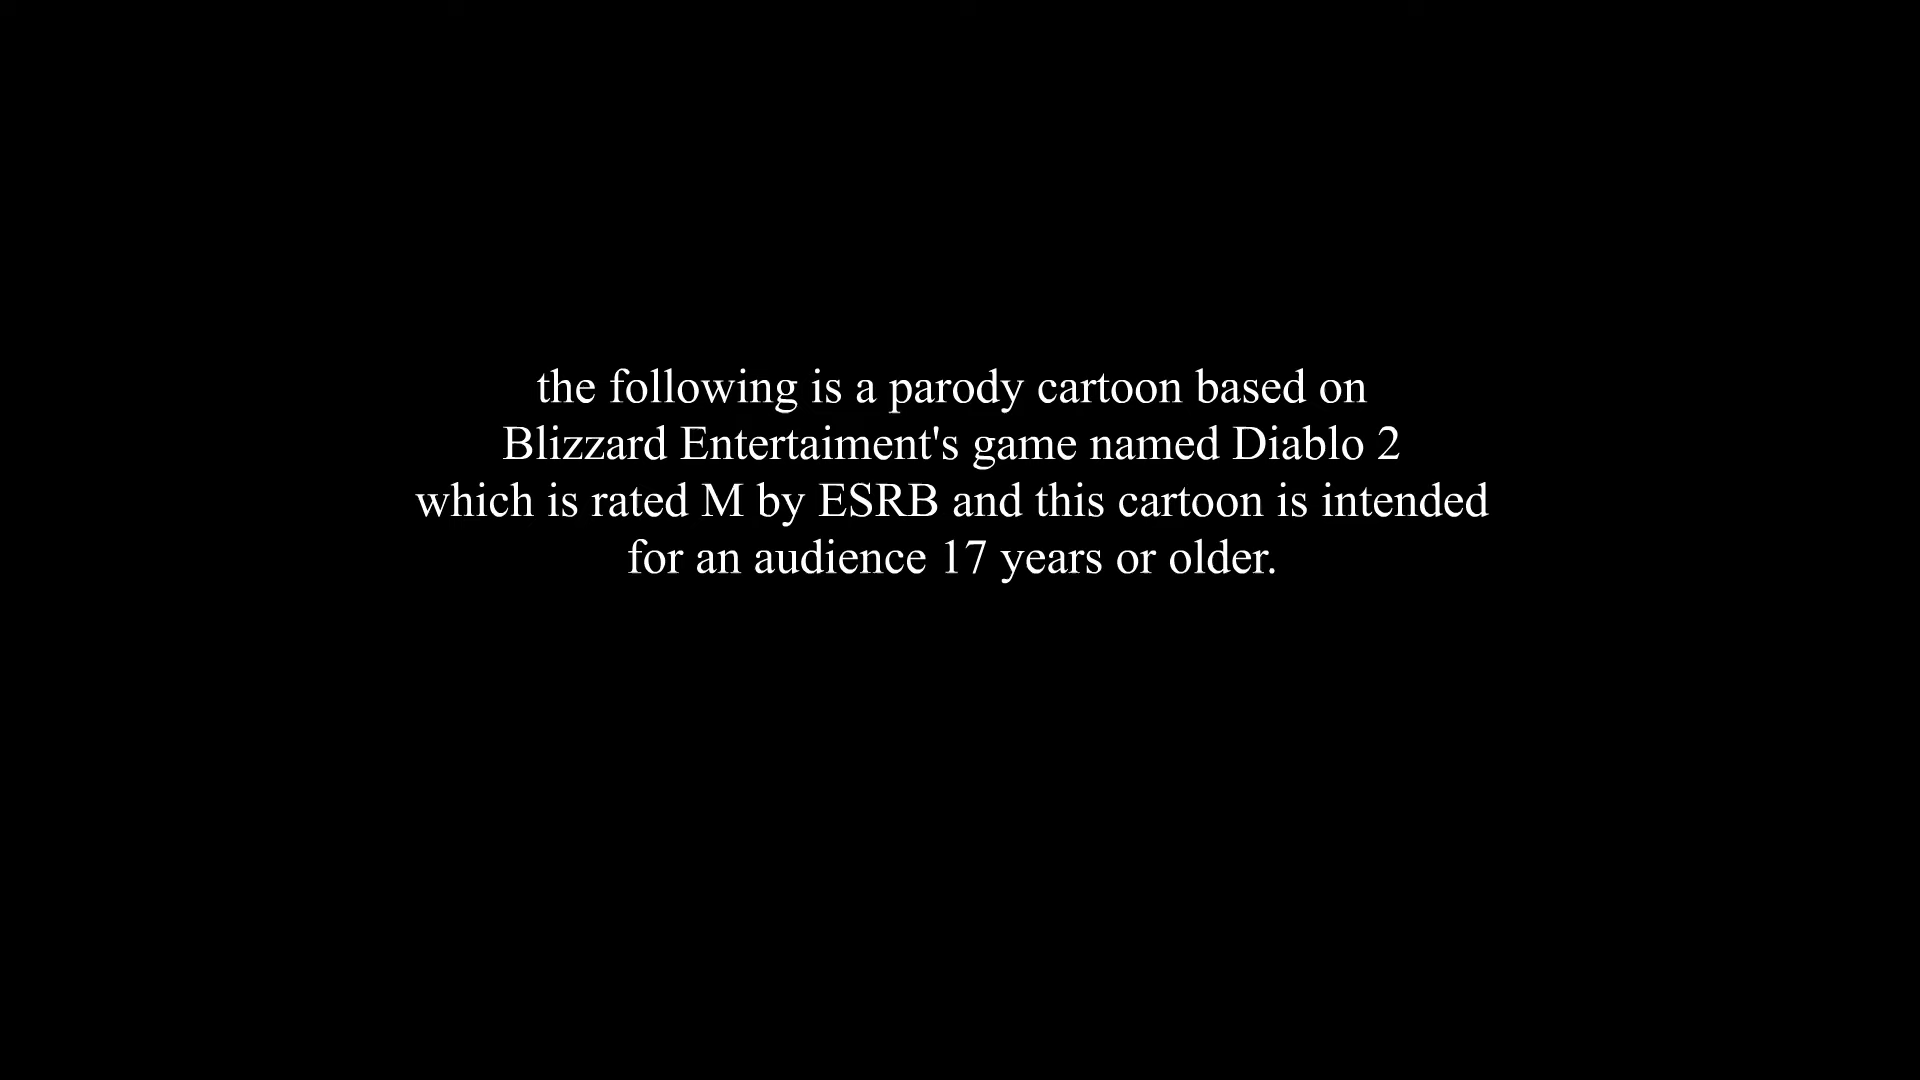 the following is a parody cartoon based on
Blizzard Entertaiment's game named Diablo 2
which is rated M by ESRB and this cartoon is intended
for an audience 17 years or older.